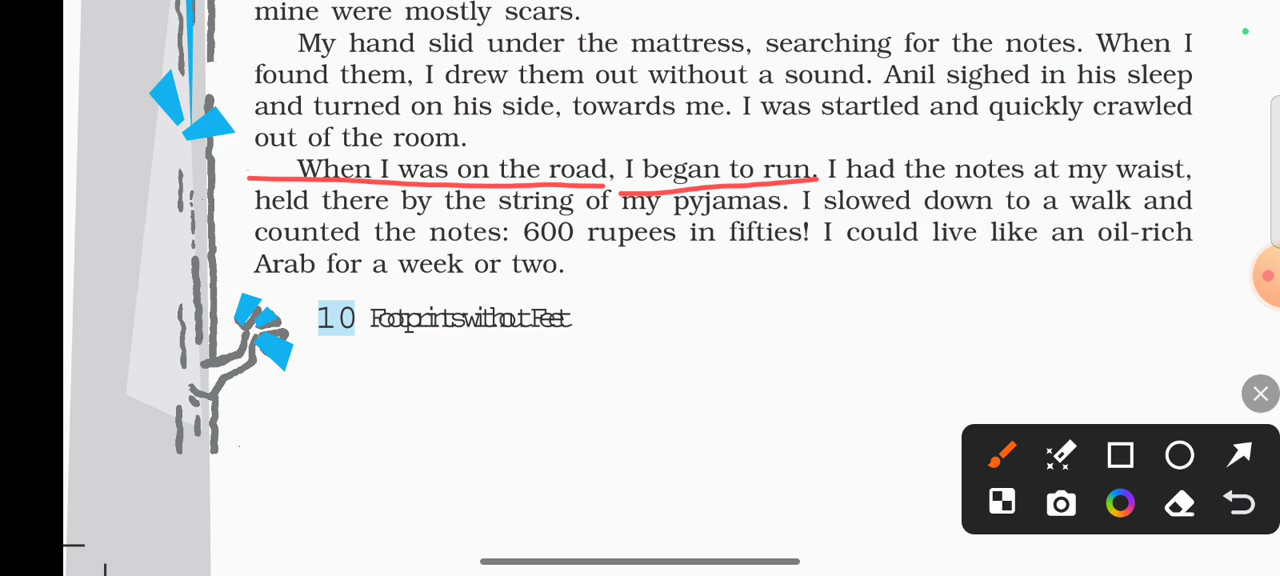 mine were mostly scars.
My hand slid under the mattress, searching for the notes. When I
found them, I drew them out without a sound. Anil sighed in his sleep
and turned on his side, towards me. I was startled and quickly crawled
out of the room.
When I was on the road, I began to run. I had the notes at my waist,
held there by the string of my pyjamas. I slowed down to a walk and
counted the notes: 600 rupees in fifties! I could live like an oil-rich
Arab for a week or two.
10 Footprints without Feet